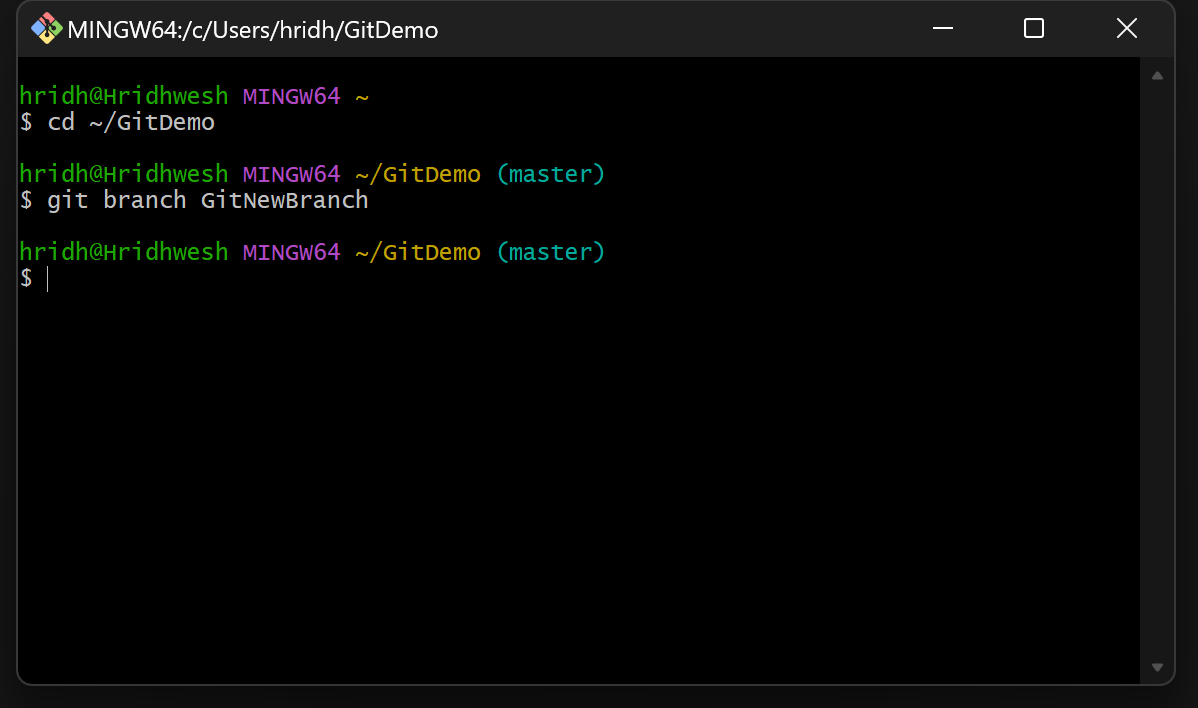 MINGW64:/c/Users/hridh/GitDemo
hridh@Hridhwesh MINGW64 ~
$ cd ~/GitDemo
hridh@Hridhwesh MINGW64 ~/GitDemo (master)
$ git branch GitNewBranch
hridh@Hridhwesh MINGW64 ~/GitDemo (master)
$